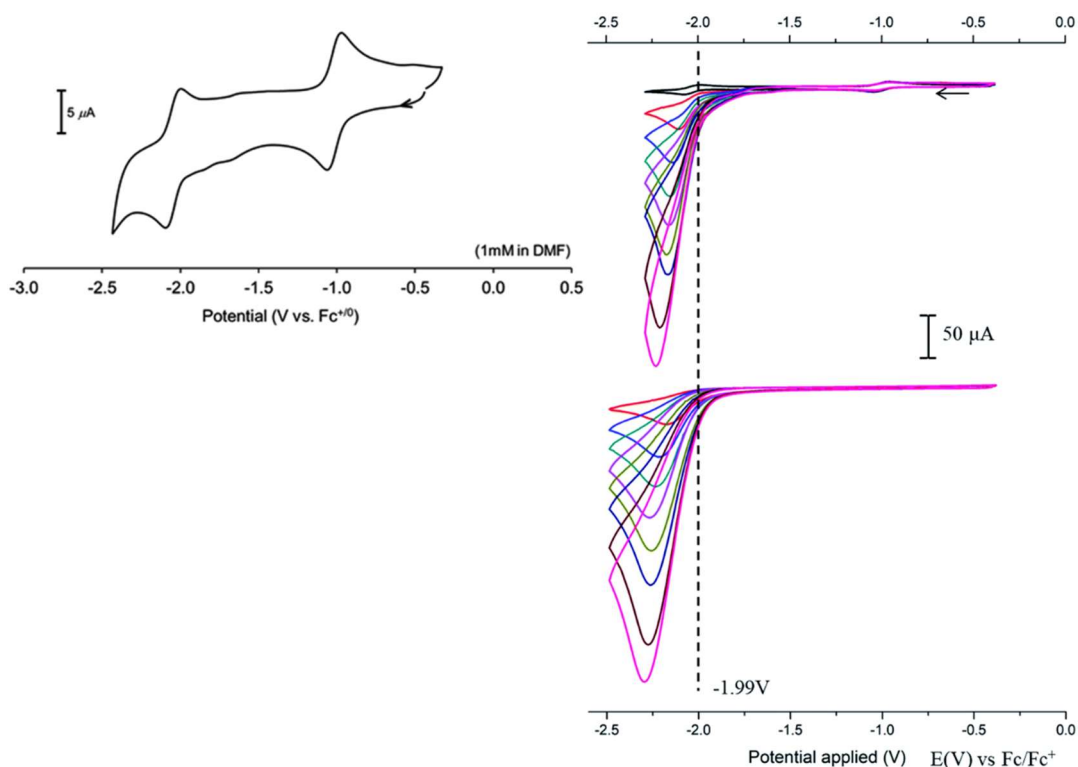 5 µA
(1mM in DMF)
-3.0 -2.5 -2.0 -1.5 -1.0 -0.5 0.0 0.5
Potential (V vs. Fc+/0)
-2.5 -2.0 -1.5 -1.0 -0.5 0.0
50 µA
-1.99V
-2.5 -2.0 -1.5 -1.0 -0.5 0.0
Potential applied (V) E(V) vs Fc/Fc+